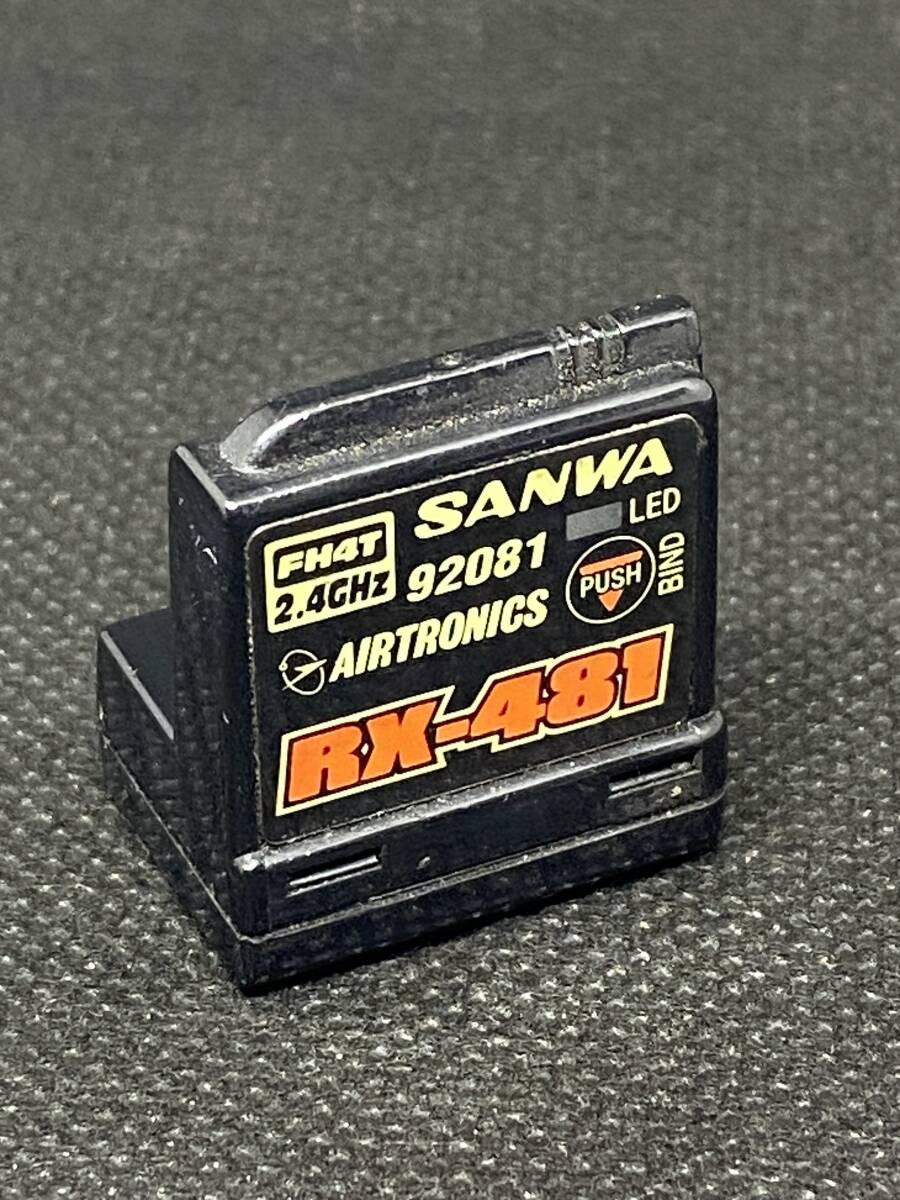 SANWA
FH4T
2.4GHz
92081
LED
PUSH
BIND
AIRTRONICS
RX-481